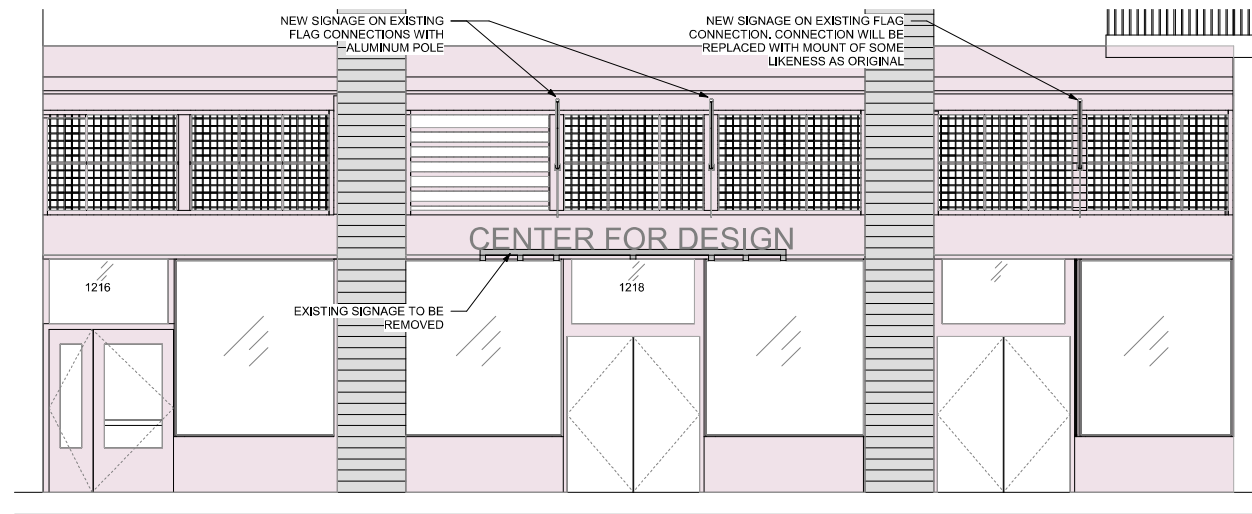 NEW SIGNAGE ON EXISTING
FLAG CONNECTIONS WITH
ALUMINUM POLE
NEW SIGNAGE ON EXISTING FLAG
CONNECTION. CONNECTION WILL BE
REPLACED WITH MOUNT OF SOME
LIKENESS AS ORIGINAL
CENTER FOR DESIGN
1216
1218
EXISTING SIGNAGE TO BE
REMOVED